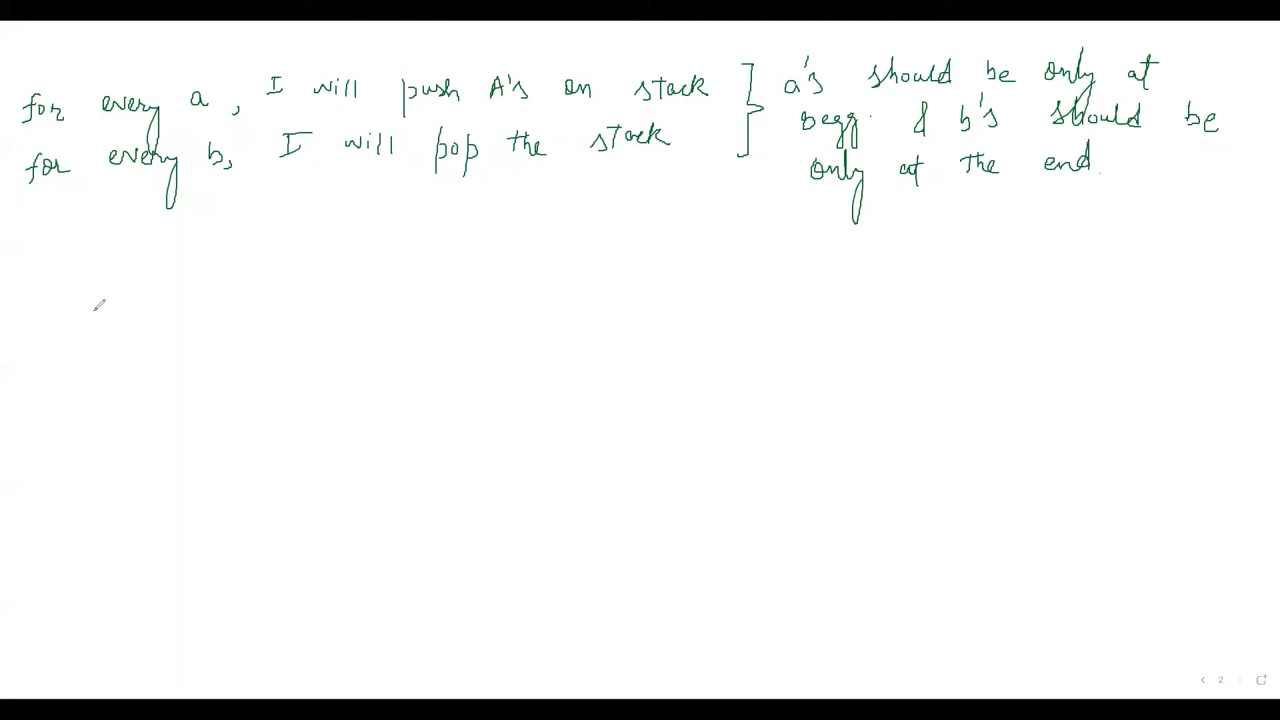 for every a, I will push A's on stack
for every b, I will pop the stack
a's should be only at
begg. & b's should be
only at the end.
2